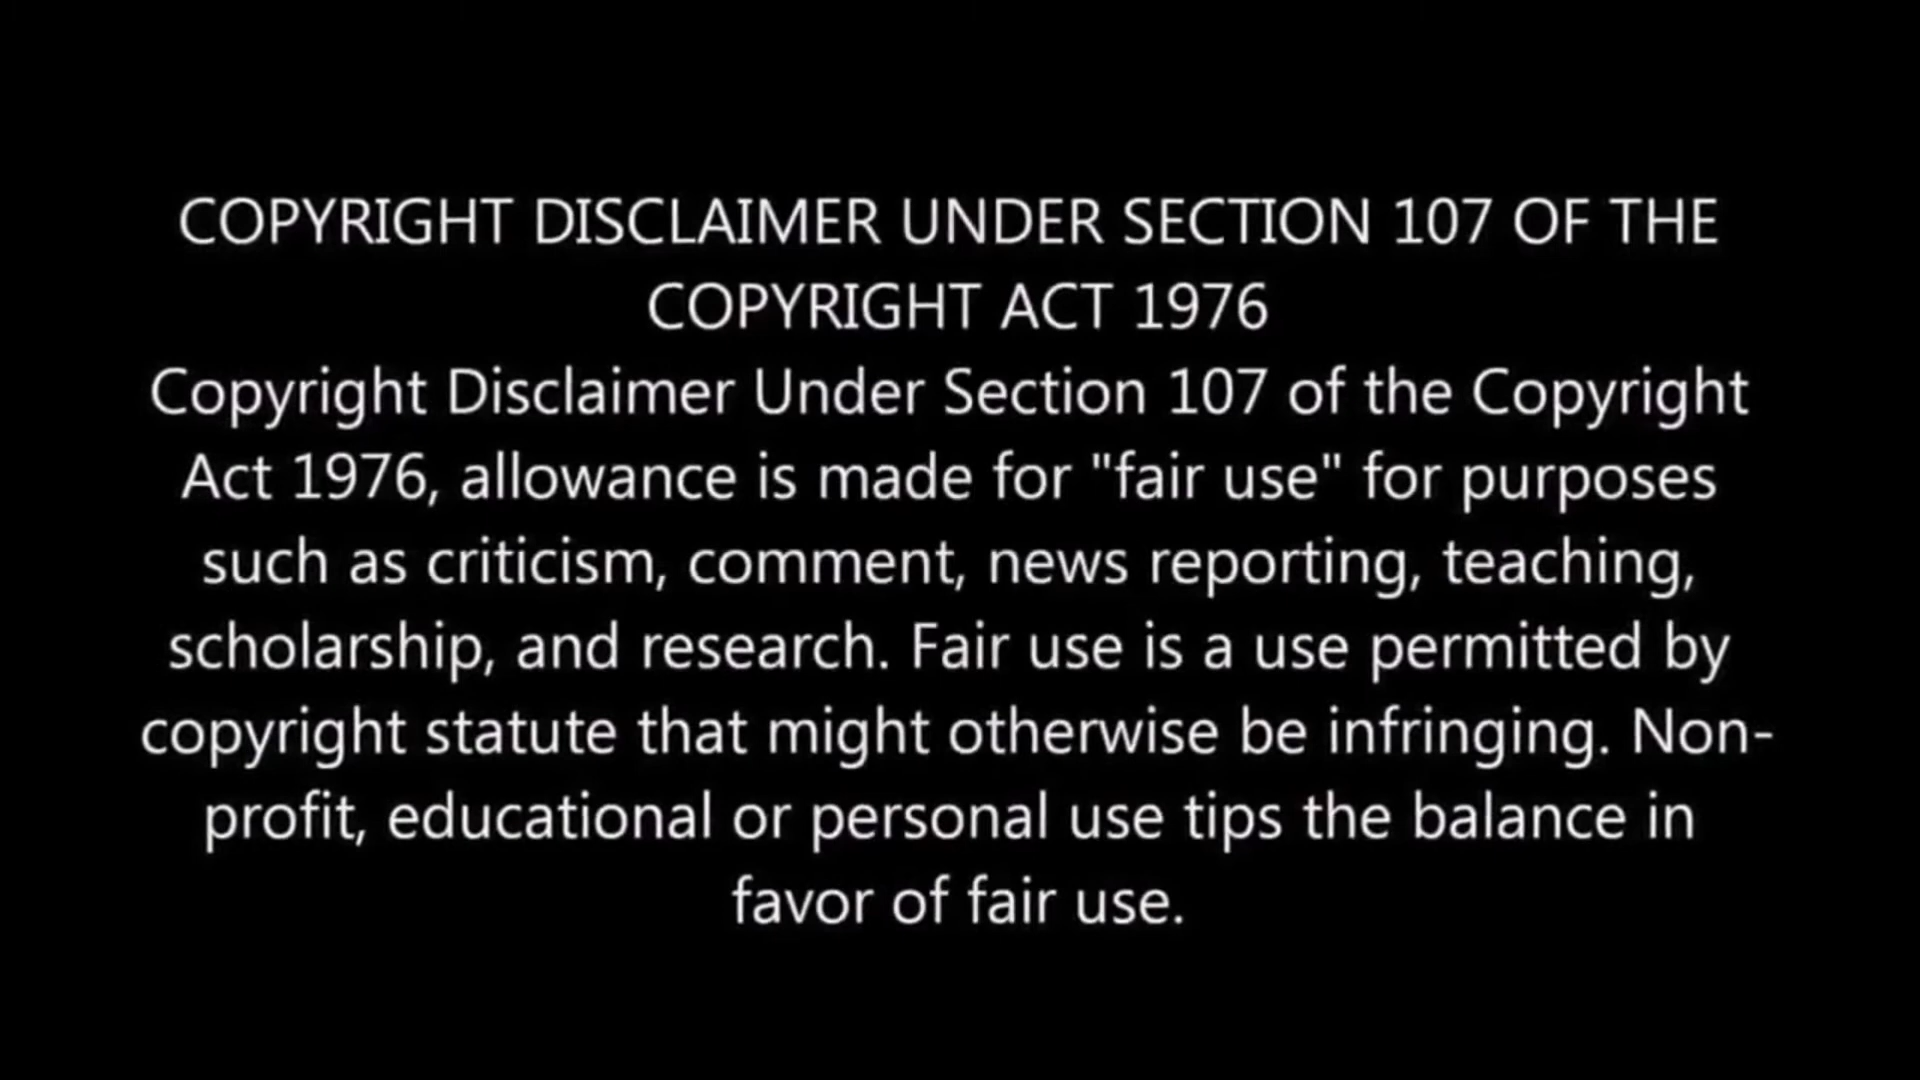 COPYRIGHT DISCLAIMER UNDER SECTION 107 OF THE
COPYRIGHT ACT 1976
Copyright Disclaimer Under Section 107 of the Copyright
Act 1976, allowance is made for "fair use" for purposes
such as criticism, comment, news reporting, teaching,
scholarship, and research. Fair use is a use permitted by
copyright statute that might otherwise be infringing. Non-
profit, educational or personal use tips the balance in
favor of fair use.